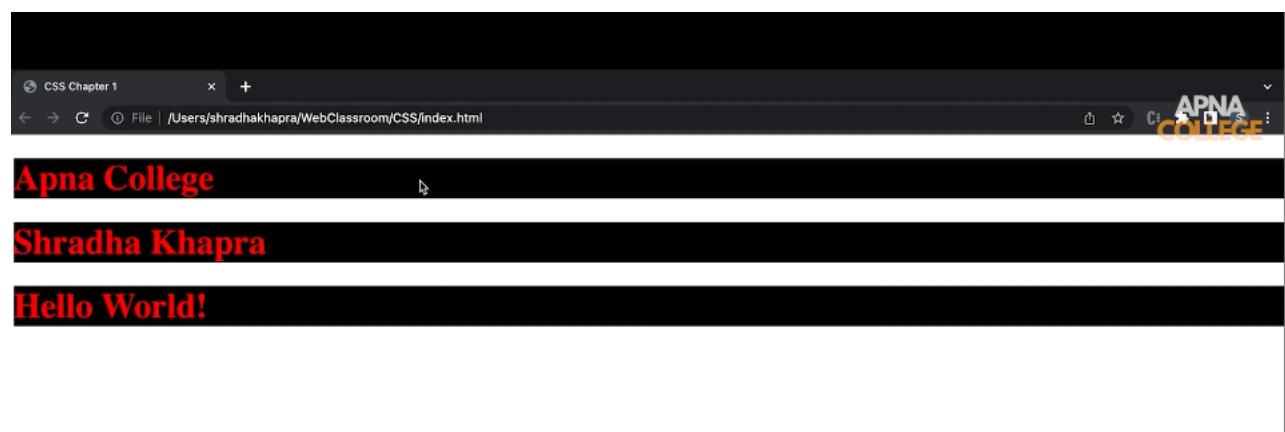 CSS Chapter 1
File /Users/shradhakhapra/WebClassroom/CSS/index.html
APNA
COLLEGE
Apna College
Shradha Khapra
Hello World!